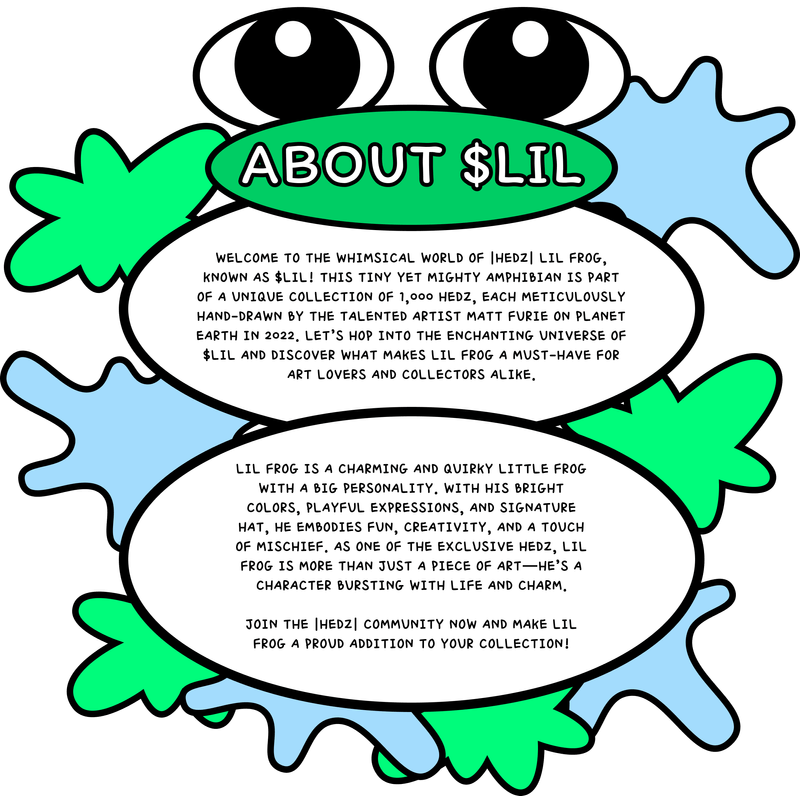 ABOUT $LIL
WELCOME TO THE WHIMSICAL WORLD OF |HEDZ| LIL FROG,
KNOWN AS $LIL! THIS TINY YET MIGHTY AMPHIBIAN IS PART
OF A UNIQUE COLLECTION OF 1,000 HEDZ, EACH METICULOUSLY
HAND-DRAWN BY THE TALENTED ARTIST MATT FURIE ON PLANET
EARTH IN 2022. LET'S HOP INTO THE ENCHANTING UNIVERSE OF
$LIL AND DISCOVER WHAT MAKES LIL FROG A MUST-HAVE FOR
ART LOVERS AND COLLECTORS ALIKE.
LIL FROG IS A CHARMING AND QUIRKY LITTLE FROG
WITH A BIG PERSONALITY. WITH HIS BRIGHT
COLORS, PLAYFUL EXPRESSIONS, AND SIGNATURE
HAT, HE EMBODIES FUN, CREATIVITY, AND A TOUCH
OF MISCHIEF. AS ONE OF THE EXCLUSIVE HEDZ, LIL
FROG IS MORE THAN JUST A PIECE OF ART—HE'S A
CHARACTER BURSTING WITH LIFE AND CHARM.
JOIN THE |HEDZ| COMMUNITY NOW AND MAKE LIL
FROG A PROUD ADDITION TO YOUR COLLECTION!